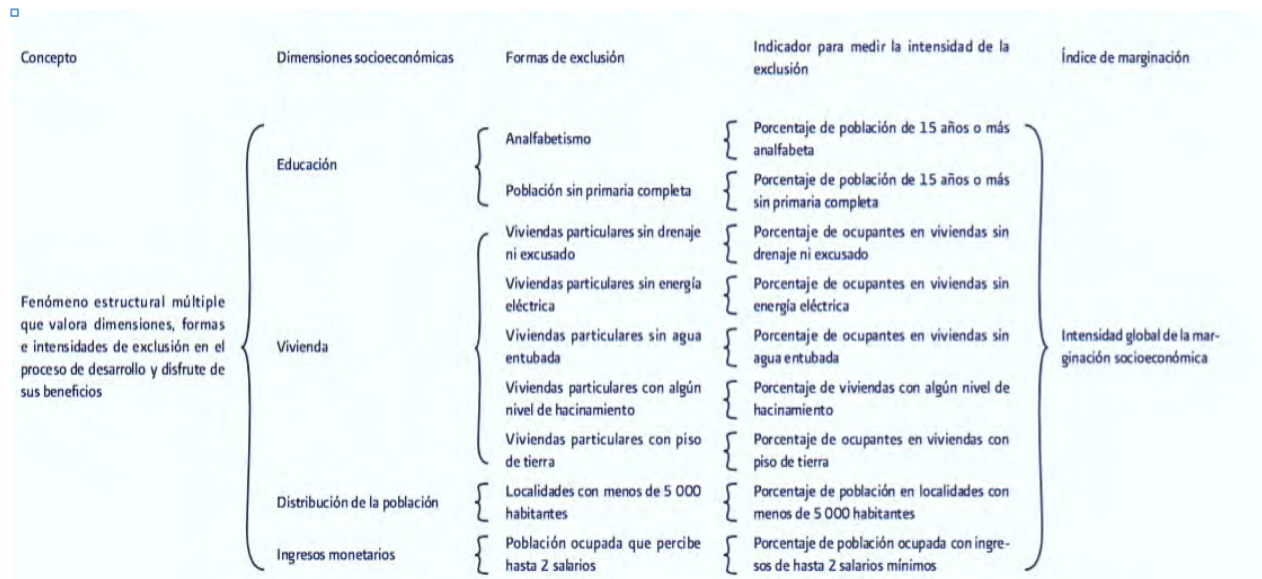 Concepto
Dimensiones socioeconómicas
Formas de exclusión
Indicador para medir la intensidad de la
exclusión
Índice de marginación
Fenómeno estructural múltiple
que valora dimensiones, formas
e intensidades de exclusión en el
proceso de desarrollo y disfrute de
sus beneficios
Educación
Analfabetismo
Porcentaje de población de 15 años o más
analfabeta
Población sin primaria completa
Porcentaje de población de 15 años o más
sin primaria completa
Vivienda
Viviendas particulares sin drenaje
ni excusado
Porcentaje de ocupantes en viviendas sin
drenaje ni excusado
Viviendas particulares sin energía
eléctrica
Porcentaje de ocupantes en viviendas sin
energía eléctrica
Viviendas particulares sin agua
entubada
Porcentaje de ocupantes en viviendas sin
agua entubada
Viviendas particulares con algún
nivel de hacinamiento
Porcentaje de viviendas con algún nivel de
hacinamiento
Viviendas particulares con piso
de tierra
Porcentaje de ocupantes en viviendas con
piso de tierra
Distribución de la población
Localidades con menos de 5 000
habitantes
Porcentaje de población en localidades con
menos de 5 000 habitantes
Ingresos monetarios
Población ocupada que percibe
hasta 2 salarios
Porcentaje de población ocupada con ingre-
sos de hasta 2 salarios mínimos
Intensidad global de la mar-
ginación socioeconómica